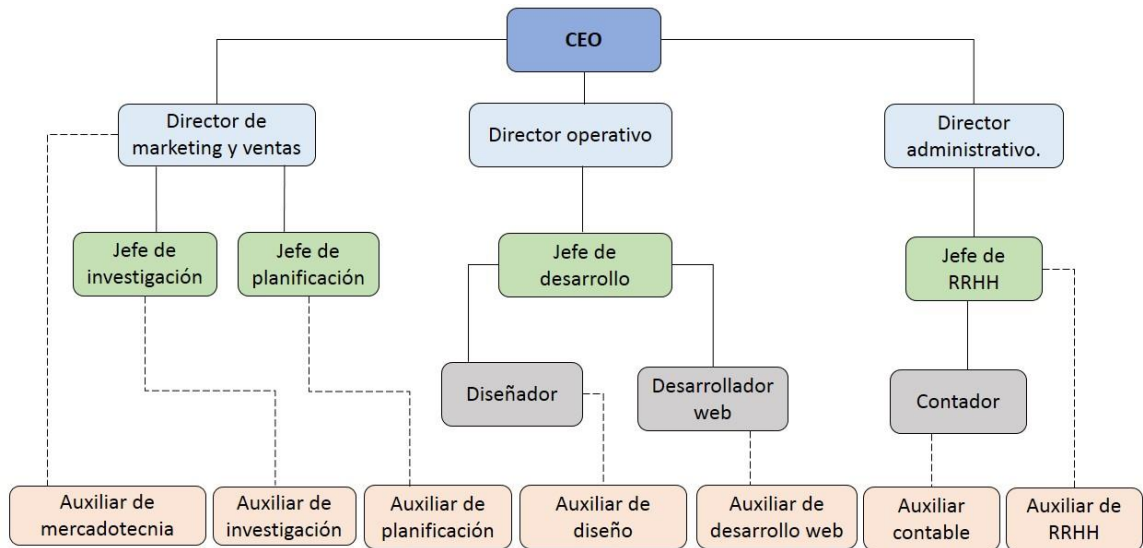 CEO
Director de
marketing y ventas
Director operativo
Director
administrativo.
Jefe de
investigación
Jefe de
planificación
Jefe de
desarrollo
Jefe de
RRHH
Diseñador
Desarrollador
web
Contador
Auxiliar de
mercadotecnia
Auxiliar de
investigación
Auxiliar de
planificación
Auxiliar de
diseño
Auxiliar de
desarrollo web
Auxiliar
contable
Auxiliar de
RRHH